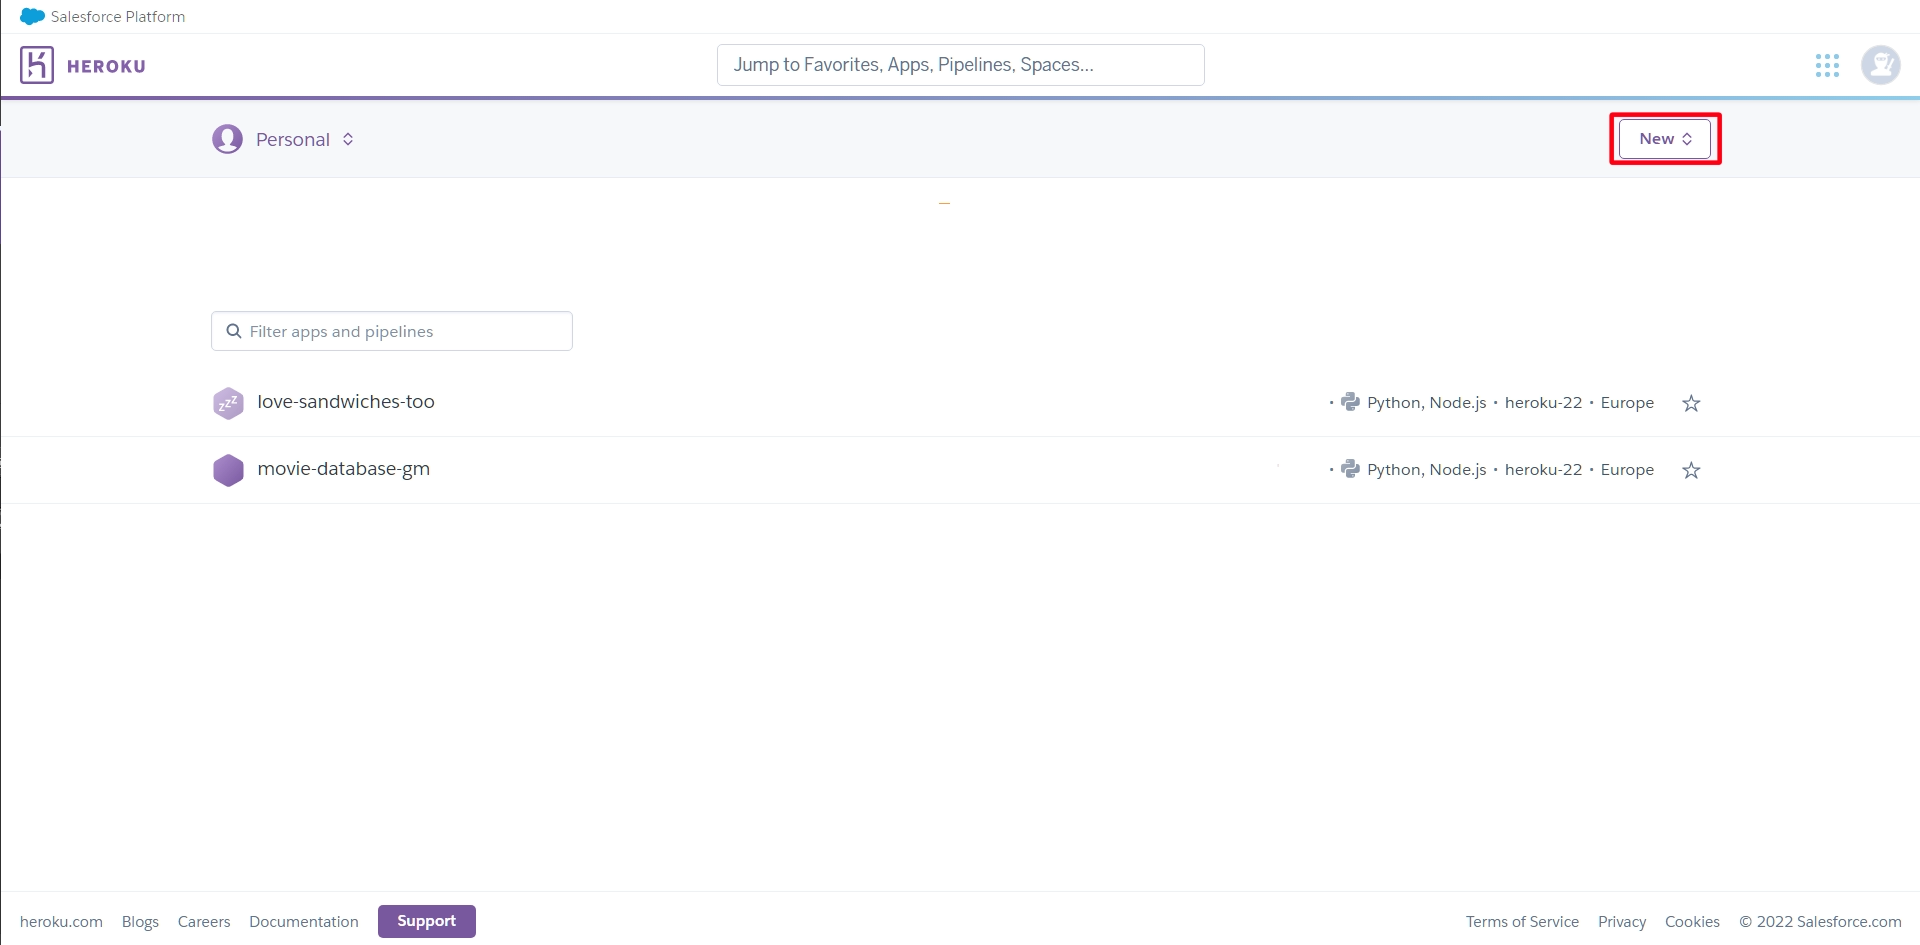 Salesforce Platform
HEROKU
Jump to Favorites, Apps, Pipelines, Spaces...
Personal
New
Filter apps and pipelines
zzz
love-sandwiches-too
· Python, Node.js · heroku-22 · Europe
movie-database-gm
· Python, Node.js · heroku-22 · Europe
heroku.com Blogs Careers Documentation Support
Terms of Service Privacy Cookies © 2022 Salesforce.com